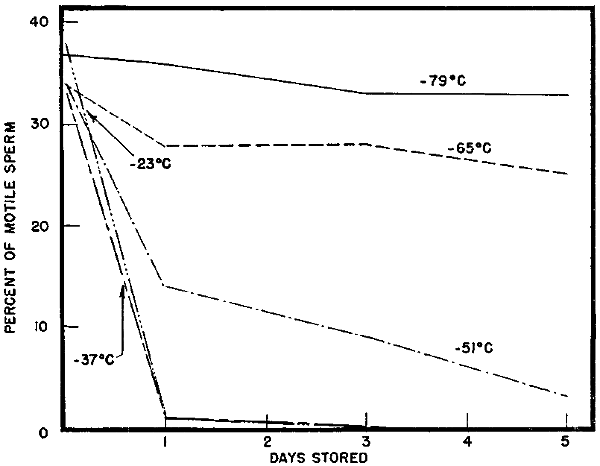 40
30
20
10
0
PERCENT OF MOTILE SPERM
-79°C
-65°C
-23°C
-51°C
-37°C
1 2 3 4 5
DAYS STORED